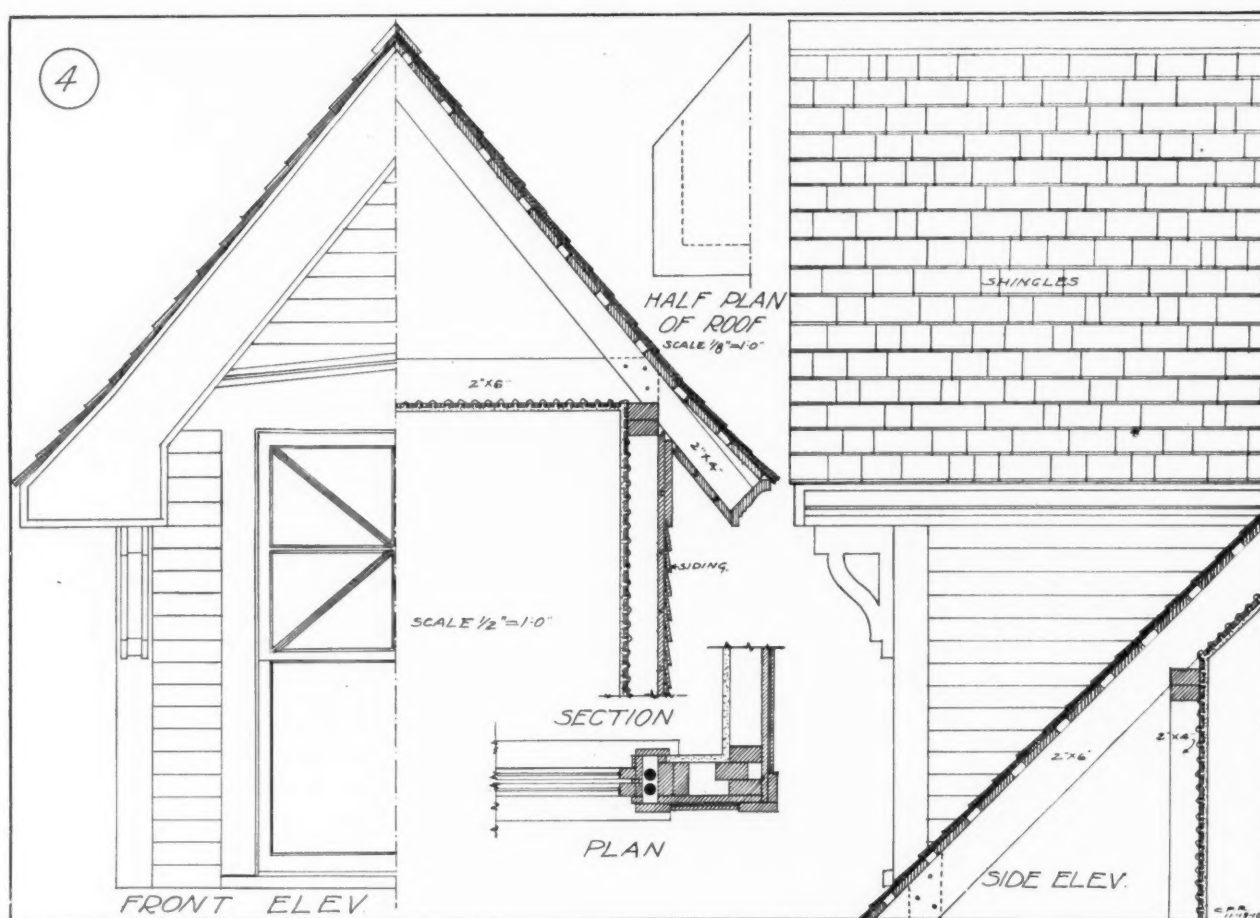 4
HALF PLAN
OF ROOF
SCALE 1/8"=1'-0"
SHINGLES
2"X6"
2"X4"
SIDING.
SCALE 1/2"=1'-0"
SECTION
2"X4"
2"X6"
PLAN
SIDE ELEV.
FRONT ELEV.